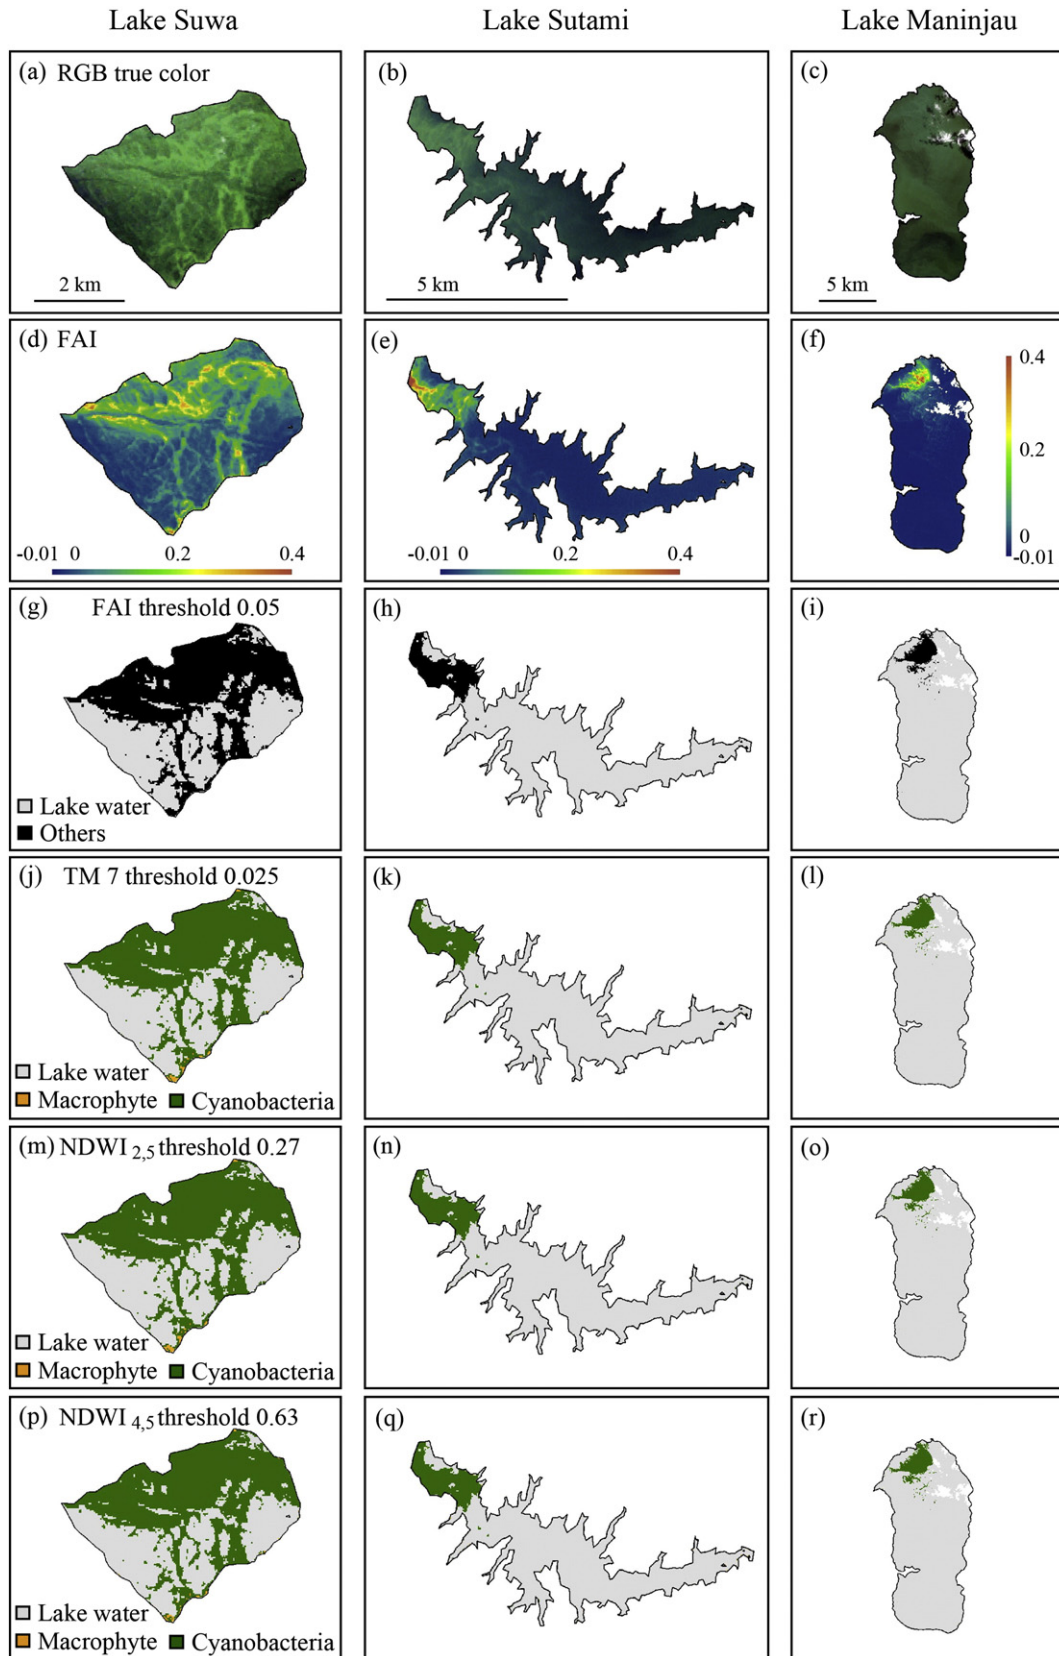 Lake Suwa Lake Sutami Lake Maninjau
(a) RGB true color (b) (c)
2 km 5 km 5 km
(d) FAI (e) (f)
0.4
0.2
0
-0.01
-0.01 0 0.2 0.4 -0.01 0 0.2 0.4
(g) FAI threshold 0.05 (h) (i)
Lake water
Others
(j) TM 7 threshold 0.025 (k) (l)
Lake water
Macrophyte Cyanobacteria
(m) NDWI 2,5 threshold 0.27 (n) (o)
Lake water
Macrophyte Cyanobacteria
(p) NDWI 4,5 threshold 0.63 (q) (r)
Lake water
Macrophyte Cyanobacteria